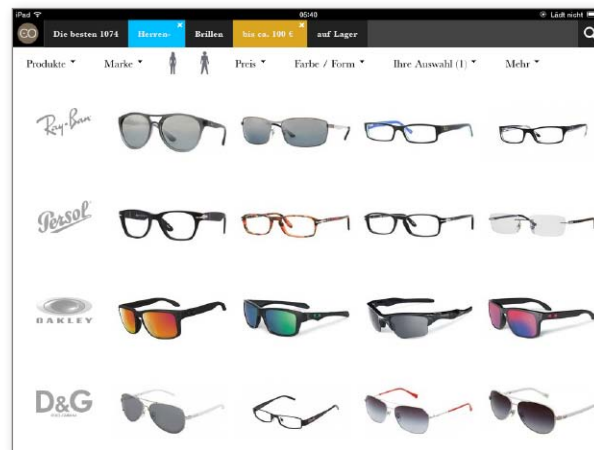 iPad 05:40 Lädt nicht
Die besten 1074 Herren- Brillen bis ca. 100 € auf Lager
Produkte Marke Preis Farbe / Form Ihre Auswahl (1) Mehr
Ray-Ban
Persol
OAKLEY
D&G